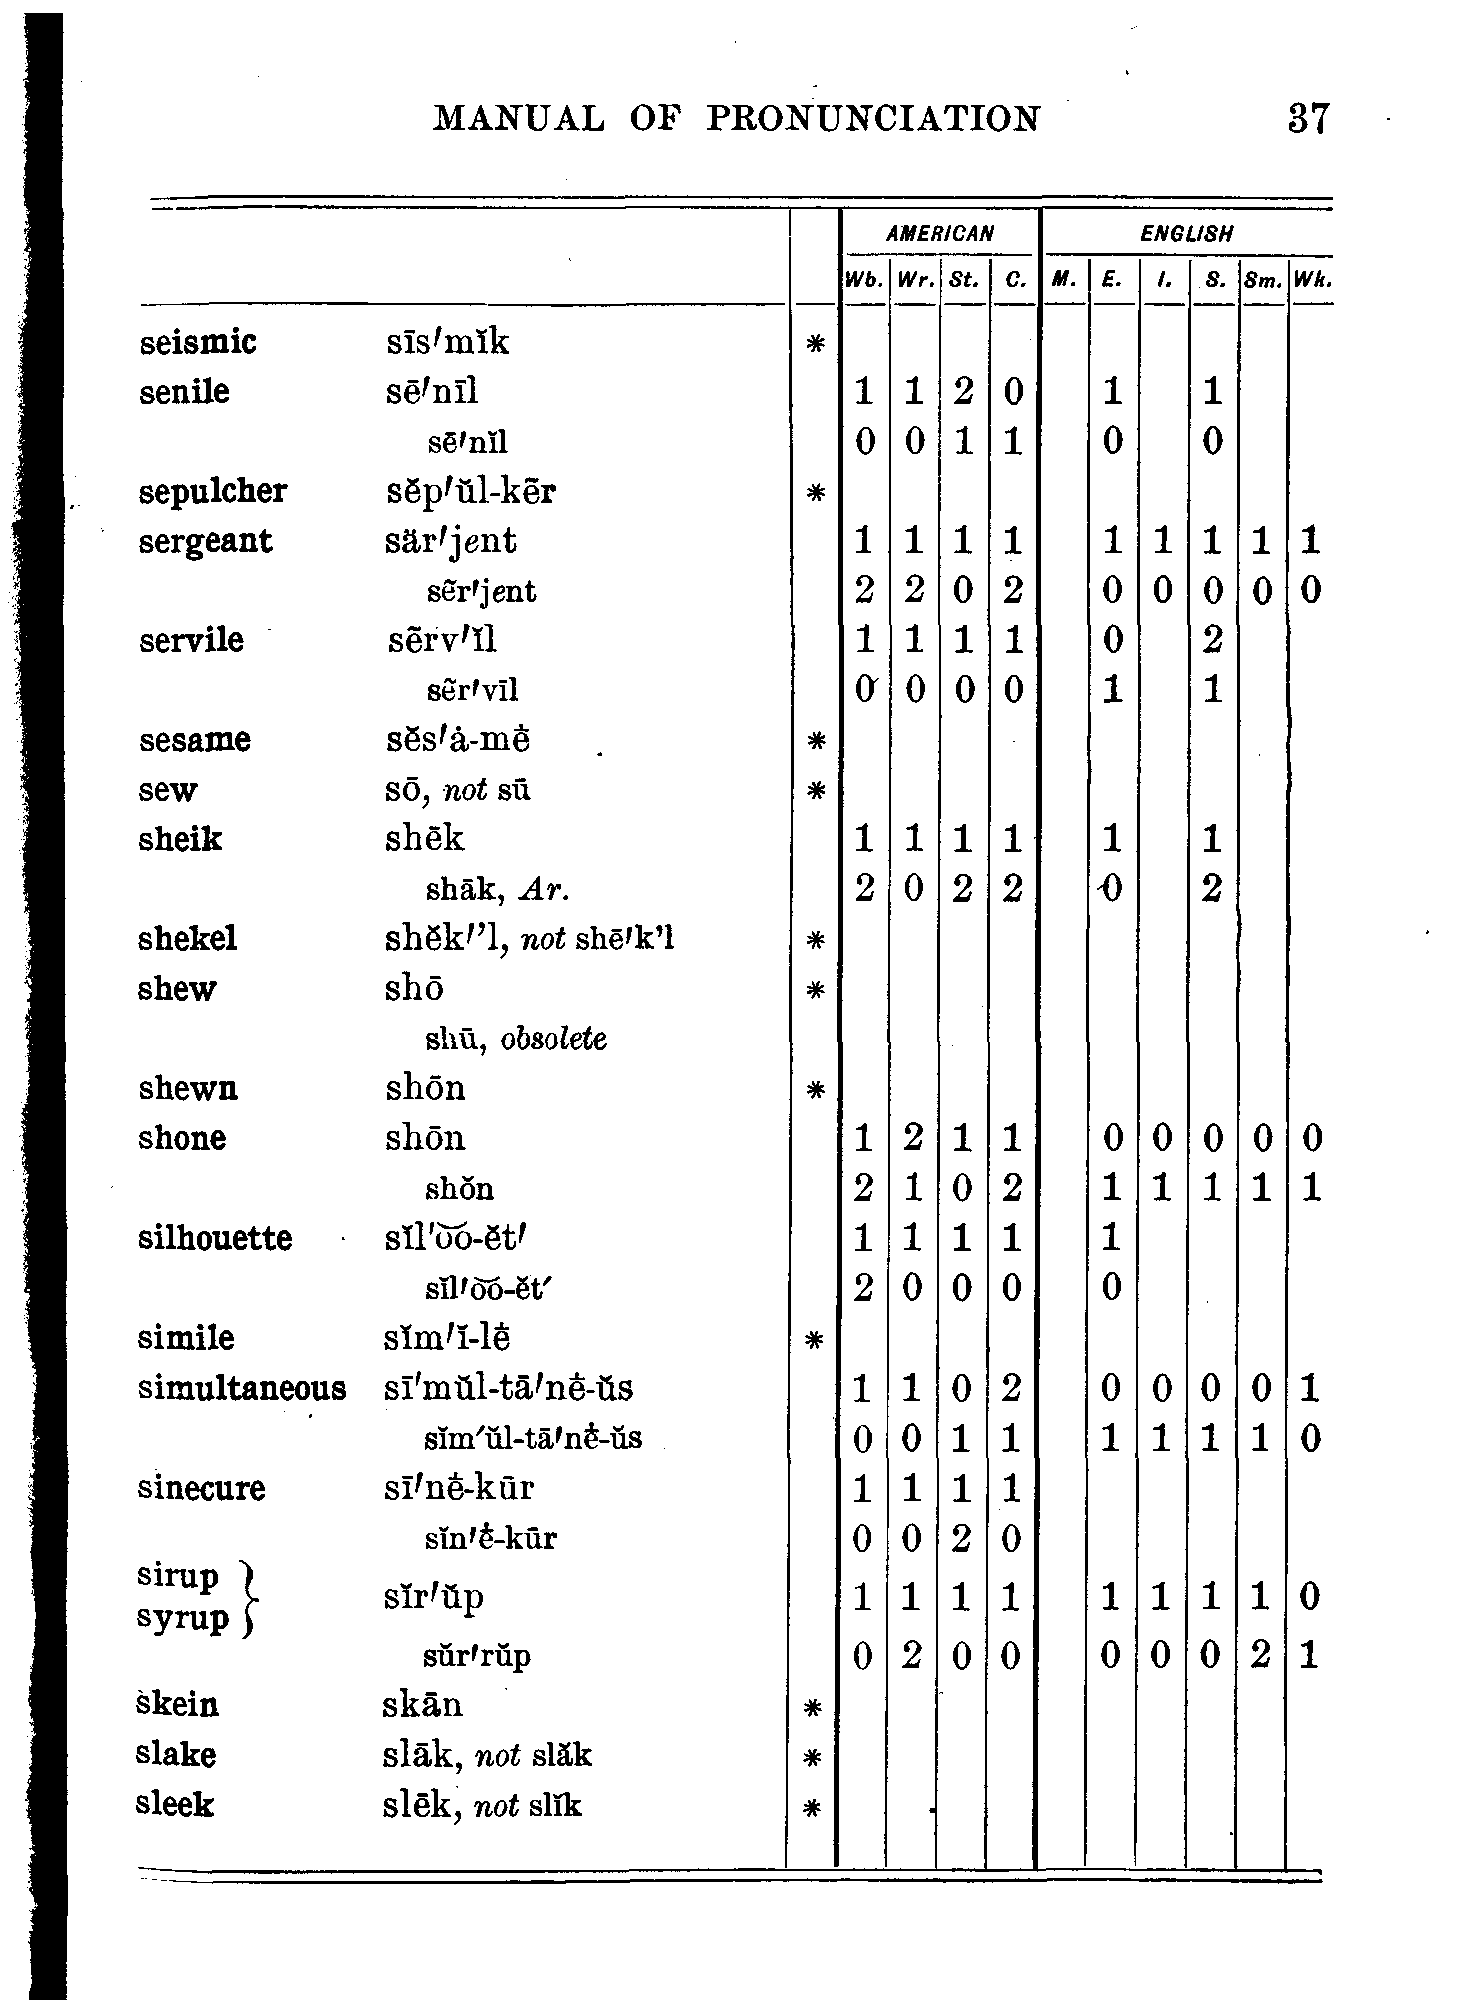 MANUAL OF PRONUNCIATION 37
AMERICAN ENGLISH
Wb. Wr. St. C. M. E. I. S. Sm. Wk.
seismic sīs′mĭk *
senile sē′nīl 1 1 2 0 1 1
sē′nĭl 0 0 1 1 0 0
sepulcher sĕp′ŭl-kẽr *
sergeant sär′jent 1 1 1 1 1 1 1 1 1
sẽr′jent 2 2 0 2 0 0 0 0 0
servile sẽrv′ĭl 1 1 1 1 0 2
sẽr′vīl 0 0 0 0 1 1
sesame sĕs′ȧ-mē̇ *
sew sō, not sū *
sheik shēk 1 1 1 1 1 1
shāk, Ar. 2 0 2 2 0 2
shekel shĕk′’l, not shē′k’l *
shew shō *
shū, obsolete
shewn shōn *
shone shōn 1 2 1 1 0 0 0 0 0
shŏn 2 1 0 2 1 1 1 1 1
silhouette sĭl′o͝o-ĕt′ 1 1 1 1 1
sĭl′o͝o-ĕt′ 2 0 0 0 0
simile sĭm′ĭ-lē̇ *
simultaneous sī′mŭl-tā′nē̇-ŭs 1 1 0 2 0 0 0 0 1
sĭm′ŭl-tā′nē̇-ŭs 0 0 1 1 1 1 1 1 0
sinecure sī′nē̇-kūr 1 1 1 1
sĭn′ē̇-kūr 0 0 2 0
sirup }
syrup } sĭr′ŭp 1 1 1 1 1 1 1 1 0
sŭr′rŭp 0 2 0 0 0 0 0 2 1
skein skān *
slake slāk, not slăk *
sleek slēk, not slĭk *